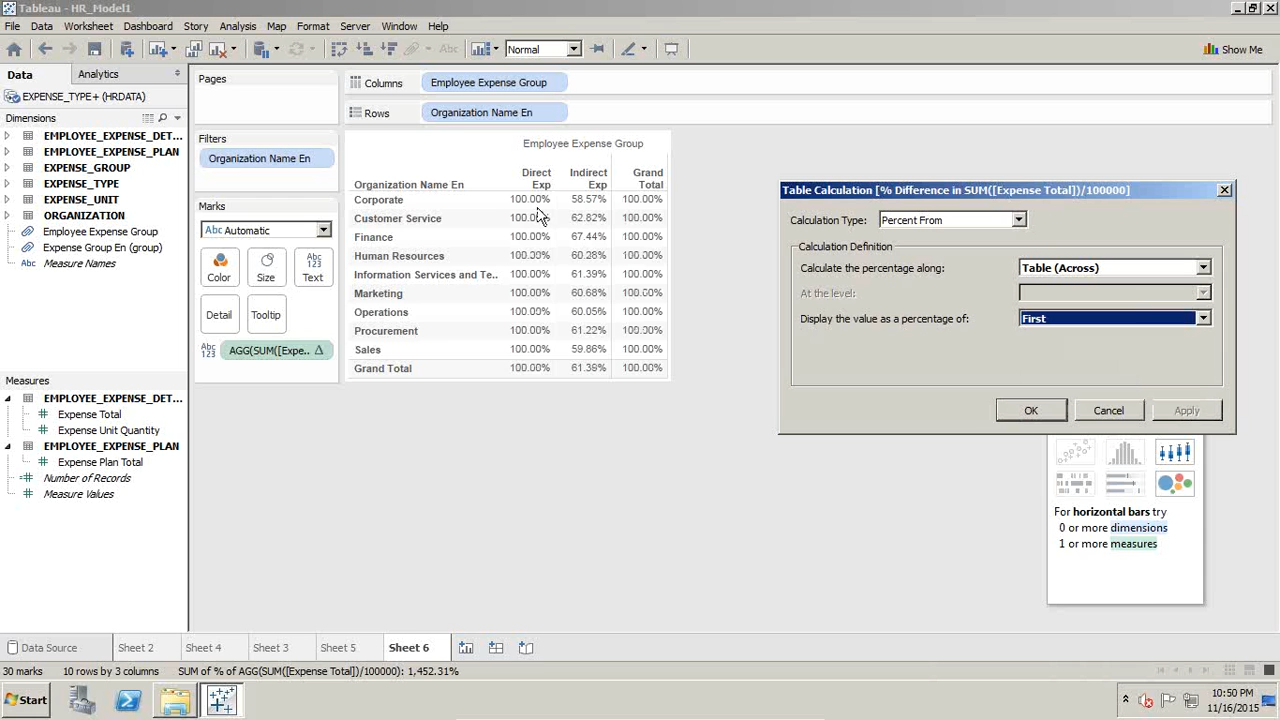 Tableau - HR_Model1
File Data Worksheet Dashboard Story Analysis Map Format Server Window Help
Abc Normal Show Me
Data Analytics
EXPENSE_TYPE+ (HRDATA)
Dimensions
EMPLOYEE_EXPENSE_DET...
EMPLOYEE_EXPENSE_PLAN
EXPENSE_GROUP
EXPENSE_TYPE
EXPENSE_UNIT
ORGANIZATION
Employee Expense Group
Expense Group En (group)
Abc Measure Names
Measures
EMPLOYEE_EXPENSE_DET...
Expense Total
Expense Unit Quantity
EMPLOYEE_EXPENSE_PLAN
Expense Plan Total
Number of Records
Measure Values
Pages
Filters
Organization Name En
Marks
Abc Automatic
Abc
123
Color Size Text
Detail Tooltip
Abc
123
AGG(SUM([Expe.. Δ
Columns Employee Expense Group
Rows Organization Name En
Employee Expense Group
Direct Indirect Grand
Organization Name En Exp Exp Total
Corporate 100.00% 58.57% 100.00%
Customer Service 100.00% 62.82% 100.00%
Finance 100.00% 67.44% 100.00%
Human Resources 100.00% 60.28% 100.00%
Information Services and Te.. 100.00% 61.39% 100.00%
Marketing 100.00% 60.68% 100.00%
Operations 100.00% 60.05% 100.00%
Procurement 100.00% 61.22% 100.00%
Sales 100.00% 59.86% 100.00%
Grand Total 100.00% 61.39% 100.00%
Table Calculation [% Difference in SUM([Expense Total])/100000]
Calculation Type: Percent From
Calculation Definition
Calculate the percentage along: Table (Across)
At the level:
Display the value as a percentage of: First
OK Cancel Apply
For horizontal bars try
0 or more dimensions
1 or more measures
Data Source Sheet 2 Sheet 4 Sheet 3 Sheet 5 Sheet 6
30 marks 10 rows by 3 columns SUM of % of AGG(SUM([Expense Total])/100000): 1,452.31%
Start
10:50 PM
11/16/2015